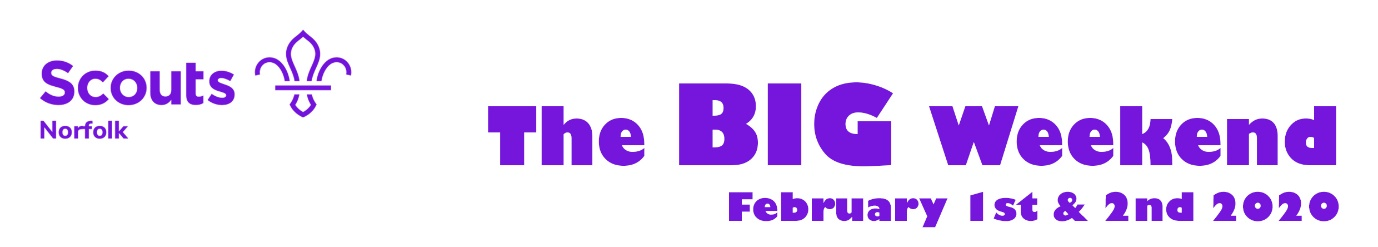 Scouts
Norfolk
The BIG Weekend
February 1st & 2nd 2020